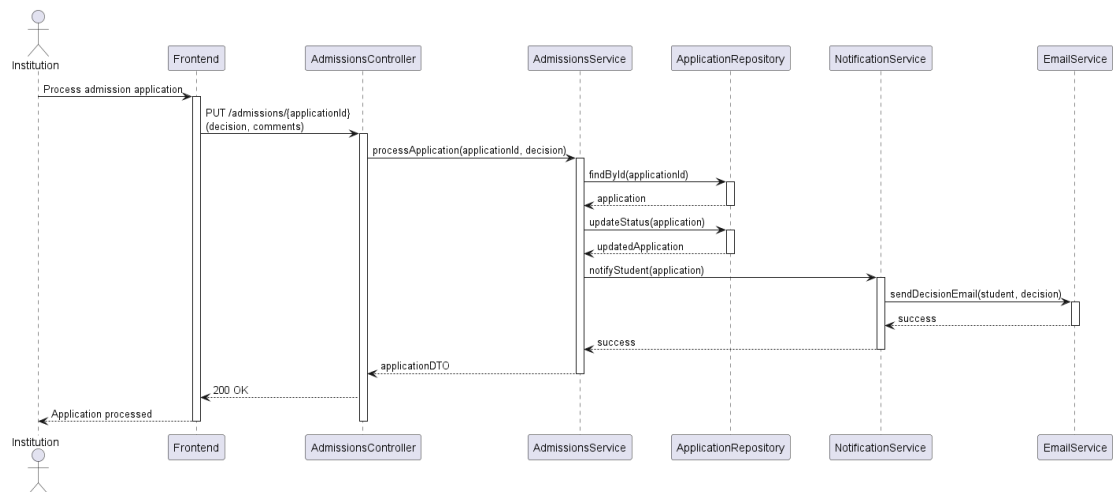 Institution
Frontend
AdmissionsController
AdmissionsService
ApplicationRepository
NotificationService
EmailService
Process admission application
PUT /admissions/{applicationId}
(decision, comments)
processApplication(applicationId, decision)
findById(applicationId)
application
updateStatus(application)
updatedApplication
notifyStudent(application)
sendDecisionEmail(student, decision)
success
success
applicationDTO
200 OK
Application processed
Institution
Frontend
AdmissionsController
AdmissionsService
ApplicationRepository
NotificationService
EmailService